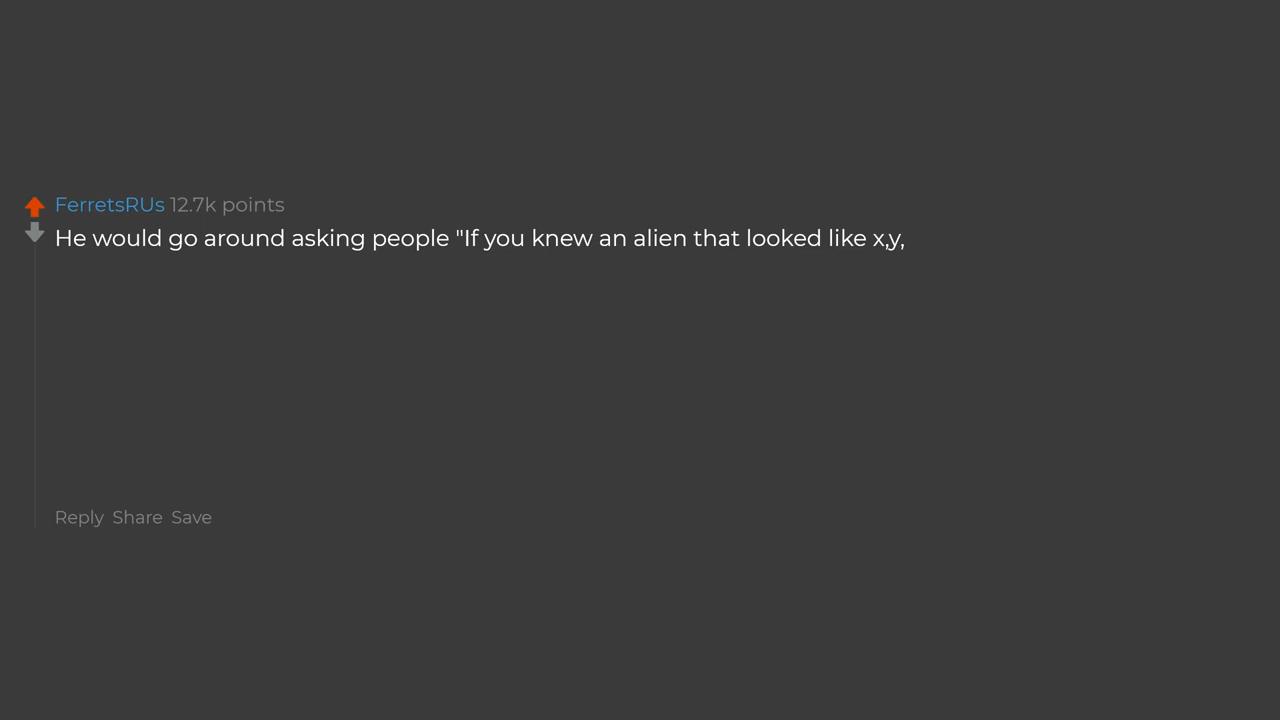 FerretsRUs 12.7k points
He would go around asking people "If you knew an alien that looked like x,y,
Reply Share Save